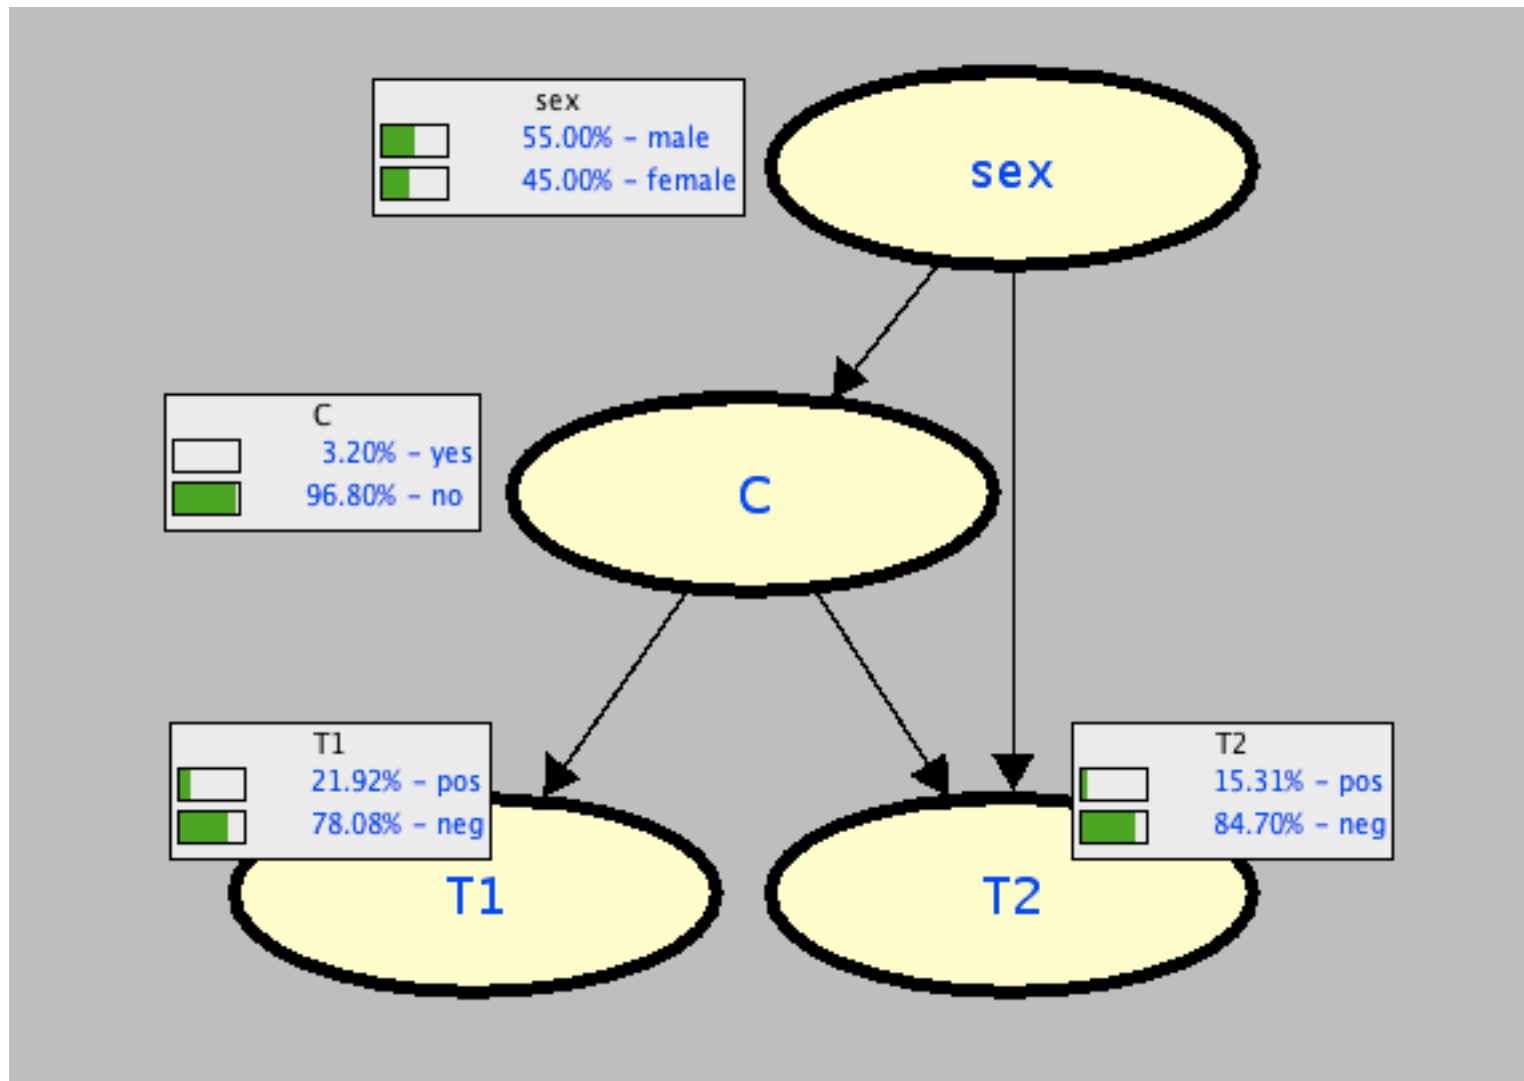 sex
55.00% – male
45.00% – female
sex
C
3.20% – yes
96.80% – no
C
T1
21.92% – pos
78.08% – neg
T1
T2
15.31% – pos
84.70% – neg
T2